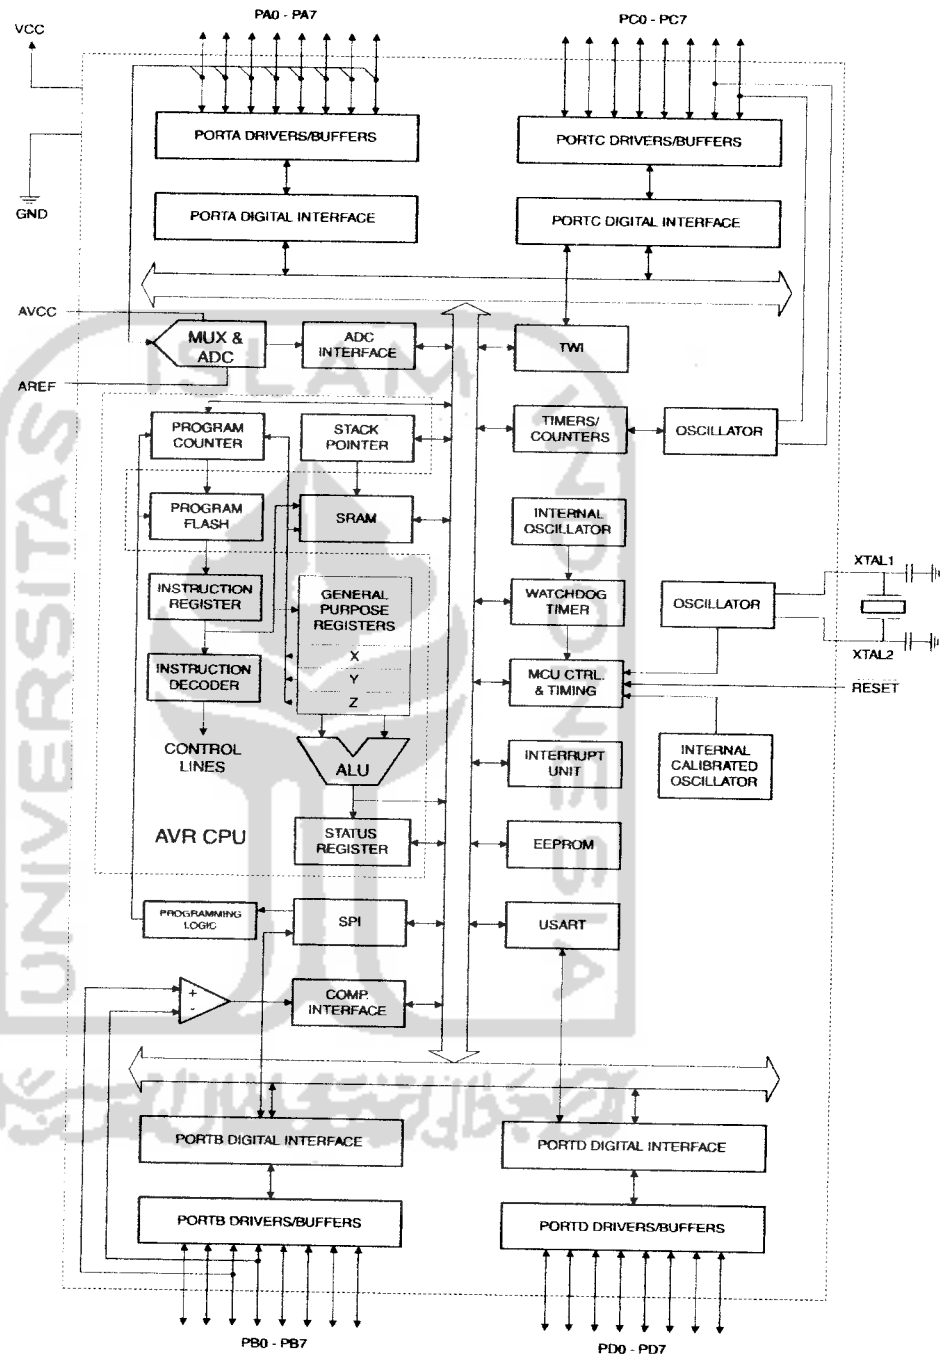 PA0 - PA7
PC0 - PC7
VCC
PORTA DRIVERS/BUFFERS
PORTC DRIVERS/BUFFERS
GND
PORTA DIGITAL INTERFACE
PORTC DIGITAL INTERFACE
AVCC
MUX &
ADC
ADC
INTERFACE
TWI
AREF
PROGRAM
COUNTER
STACK
POINTER
TIMERS/
COUNTERS
OSCILLATOR
PROGRAM
FLASH
SRAM
INTERNAL
OSCILLATOR
XTAL1
INSTRUCTION
REGISTER
GENERAL
PURPOSE
REGISTERS
WATCHDOG
TIMER
OSCILLATOR
X
Y
Z
XTAL2
INSTRUCTION
DECODER
MCU CTRL.
& TIMING
RESET
CONTROL
LINES
ALU
INTERRUPT
UNIT
INTERNAL
CALIBRATED
OSCILLATOR
AVR CPU
STATUS
REGISTER
EEPROM
PROGRAMMING
LOGIC
SPI
USART
+
-
COMP.
INTERFACE
PORTB DIGITAL INTERFACE
PORTD DIGITAL INTERFACE
PORTB DRIVERS/BUFFERS
PORTD DRIVERS/BUFFERS
PB0 - PB7
PD0 - PD7
UNIVERSITAS
ISLAM
INDONESIA